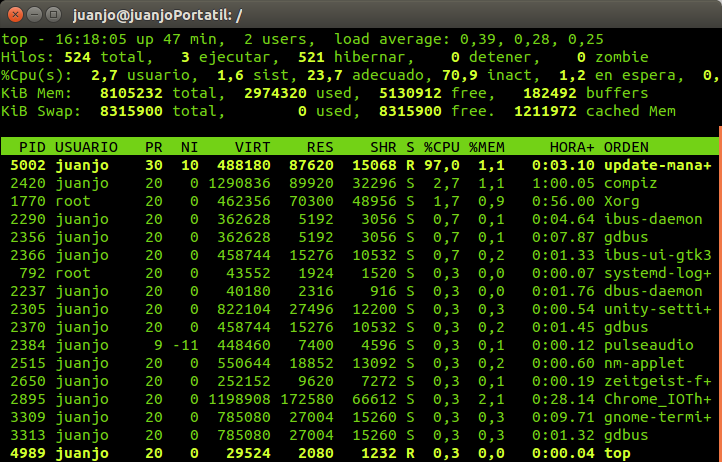 juanjo@juanjoPortatil: /
top - 16:18:05 up 47 min,  2 users,  load average: 0,39, 0,28, 0,25
Hilos: 524 total,   3 ejecutar, 521 hibernar,    0 detener,    0 zombie
%Cpu(s):  2,7 usuario,  1,6 sist, 23,7 adecuado, 70,9 inact,  1,2 en espera,  0,
KiB Mem:   8105232 total,  2974320 used,  5130912 free,   182492 buffers
KiB Swap:  8315900 total,        0 used,  8315900 free.  1211972 cached Mem
PID USUARIO   PR  NI    VIRT    RES    SHR S %CPU %MEM     HORA+ ORDEN
5002 juanjo    30  10  488180  87620  15068 R 97,0  1,1   0:03.10 update-mana+
2420 juanjo    20   0 1290836  89920  32296 S  2,7  1,1   1:00.05 compiz
1770 root      20   0  462356  70300  48956 S  1,7  0,9   0:56.00 Xorg
2290 juanjo    20   0  362628   5192   3056 S  0,7  0,1   0:04.64 ibus-daemon
2356 juanjo    20   0  362628   5192   3056 S  0,7  0,1   0:07.87 gdbus
2366 juanjo    20   0  458744  15276  10532 S  0,7  0,2   0:01.33 ibus-ui-gtk3
792 root      20   0   43552   1924   1520 S  0,3  0,0   0:00.07 systemd-log+
2237 juanjo    20   0   40180   2316    916 S  0,3  0,0   0:01.76 dbus-daemon
2305 juanjo    20   0  822104  27496  12200 S  0,3  0,3   0:00.54 unity-setti+
2370 juanjo    20   0  458744  15276  10532 S  0,3  0,2   0:01.45 gdbus
2384 juanjo     9 -11  448460   7400   4596 S  0,3  0,1   0:00.12 pulseaudio
2515 juanjo    20   0  550644  18852  13092 S  0,3  0,2   0:00.60 nm-applet
2650 juanjo    20   0  252152   9620   7272 S  0,3  0,1   0:00.19 zeitgeist-f+
2895 juanjo    20   0 1198908 172580  66612 S  0,3  2,1   0:28.14 Chrome_IOTh+
3309 juanjo    20   0  785080  27004  15260 S  0,3  0,3   0:09.71 gnome-termi+
3313 juanjo    20   0  785080  27004  15260 S  0,3  0,3   0:01.32 gdbus
4989 juanjo    20   0   29524   2080   1232 R  0,3  0,0   0:00.04 top